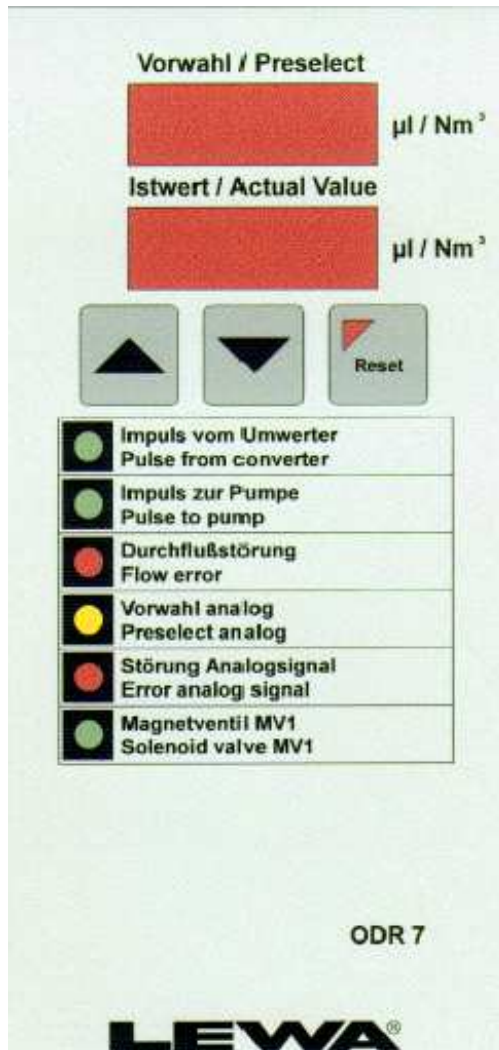 Vorwahl / Preselect
µl / Nm³
Istwert / Actual Value
µl / Nm³
Reset
Impuls vom Umwerter
Pulse from converter
Impuls zur Pumpe
Pulse to pump
Durchflußstörung
Flow error
Vorwahl analog
Preselect analog
Störung Analogsignal
Error analog signal
Magnetventil MV1
Solenoid valve MV1
ODR 7
LEWA®